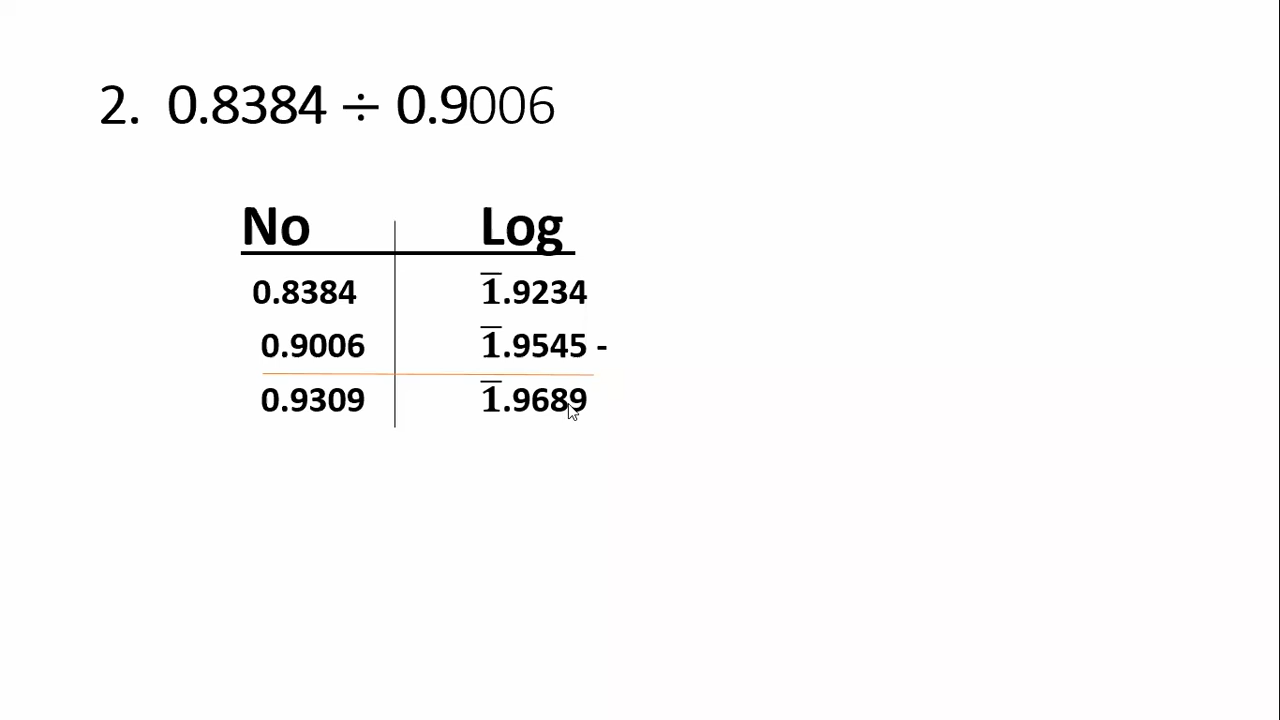 2. 0.8384 ÷ 0.9006
No Log
0.8384 1̅.9234
0.9006 1̅.9545 -
0.9309 1̅.9689